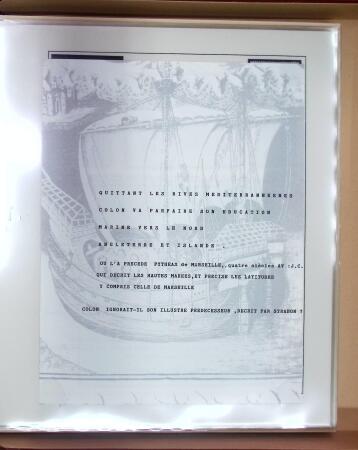 QUITTANT LES RIVES MEDITERRANEENES
COLON VA PARFAIRE SON EDUCATION
MARINE VERS LE NORD
ANGLETERRE ET ISLANDE .
OU L'A PRECEDE PYTHEAS de MARSEILLE,,quatre siècles AV :J.C.
QUI DECRIT LES HAUTES MAREES,ET PRECISE LES LATITUDES
Y COMPRIS CELLE DE MARSEILLE
COLON IGNORAIT-IL SON ILLUSTRE PREDECESSEUR ,DECRIT PAR STRABON ?